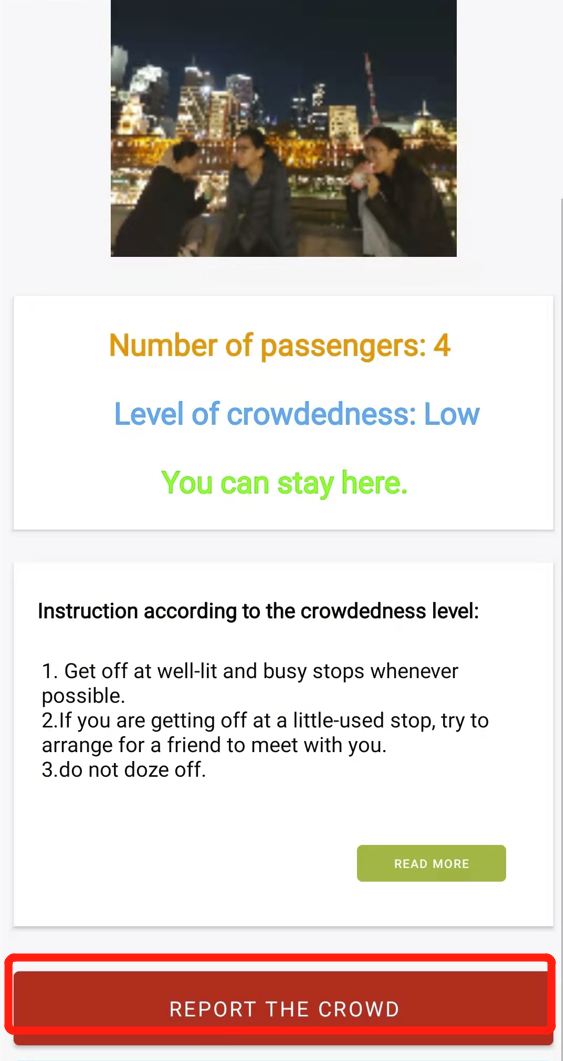 Number of passengers: 4
Level of crowdedness: Low
You can stay here.
Instruction according to the crowdedness level:
1. Get off at well-lit and busy stops whenever
possible.
2.If you are getting off at a little-used stop, try to
arrange for a friend to meet with you.
3.do not doze off.
READ MORE
REPORT THE CROWD